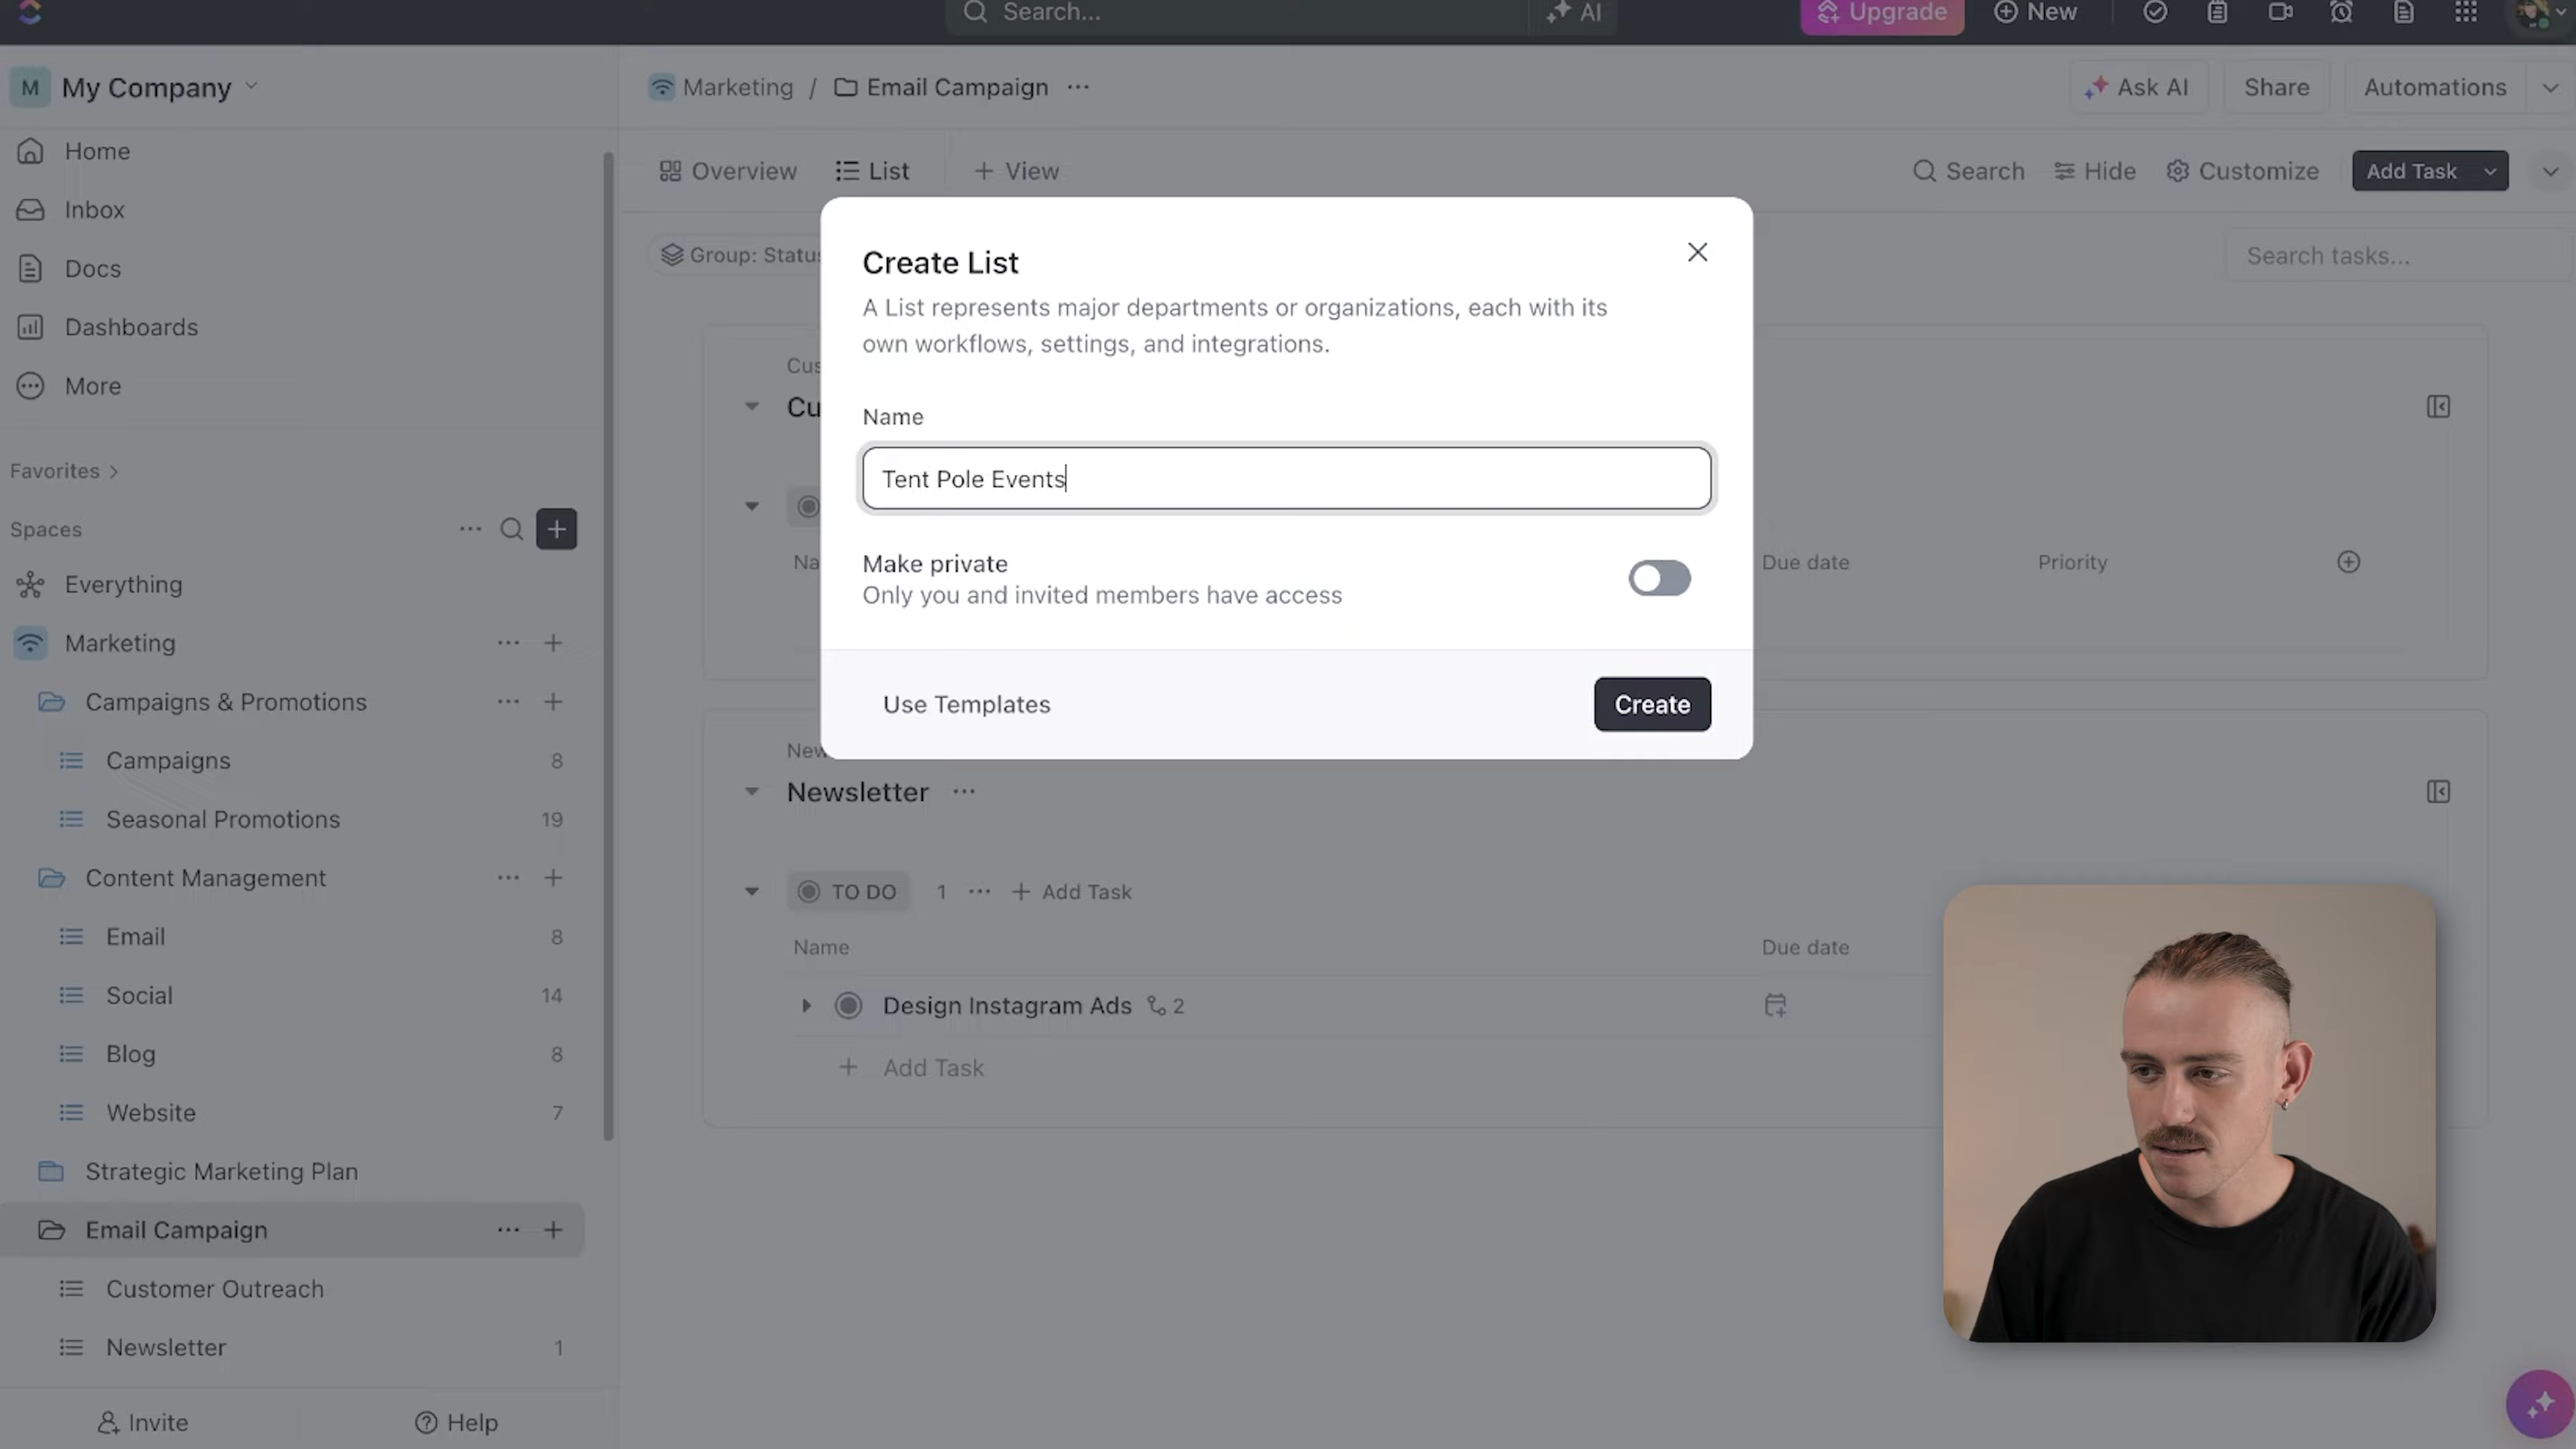 Search...
AI
Upgrade
New
M
My Company
Marketing / Email Campaign ...
Ask AI
Share
Automations
Home
Inbox
Docs
Dashboards
More
Favorites
Spaces
Everything
Marketing
Campaigns & Promotions
Campaigns 8
Seasonal Promotions 19
Content Management
Email 8
Social 14
Blog 8
Website 7
Strategic Marketing Plan
Email Campaign
Customer Outreach
Newsletter 1
Invite
Help
Overview
List
+ View
Search
Hide
Customize
Add Task
Group:
Search tasks...
Create List
A List represents major departments or organizations, each with its
own workflows, settings, and integrations.
Name
Tent Pole Events
Make private
Only you and invited members have access
Use Templates
Create
Due date
Priority
Newsletter ...
TO DO 1 ... + Add Task
Name
Due date
Design Instagram Ads 2
+ Add Task